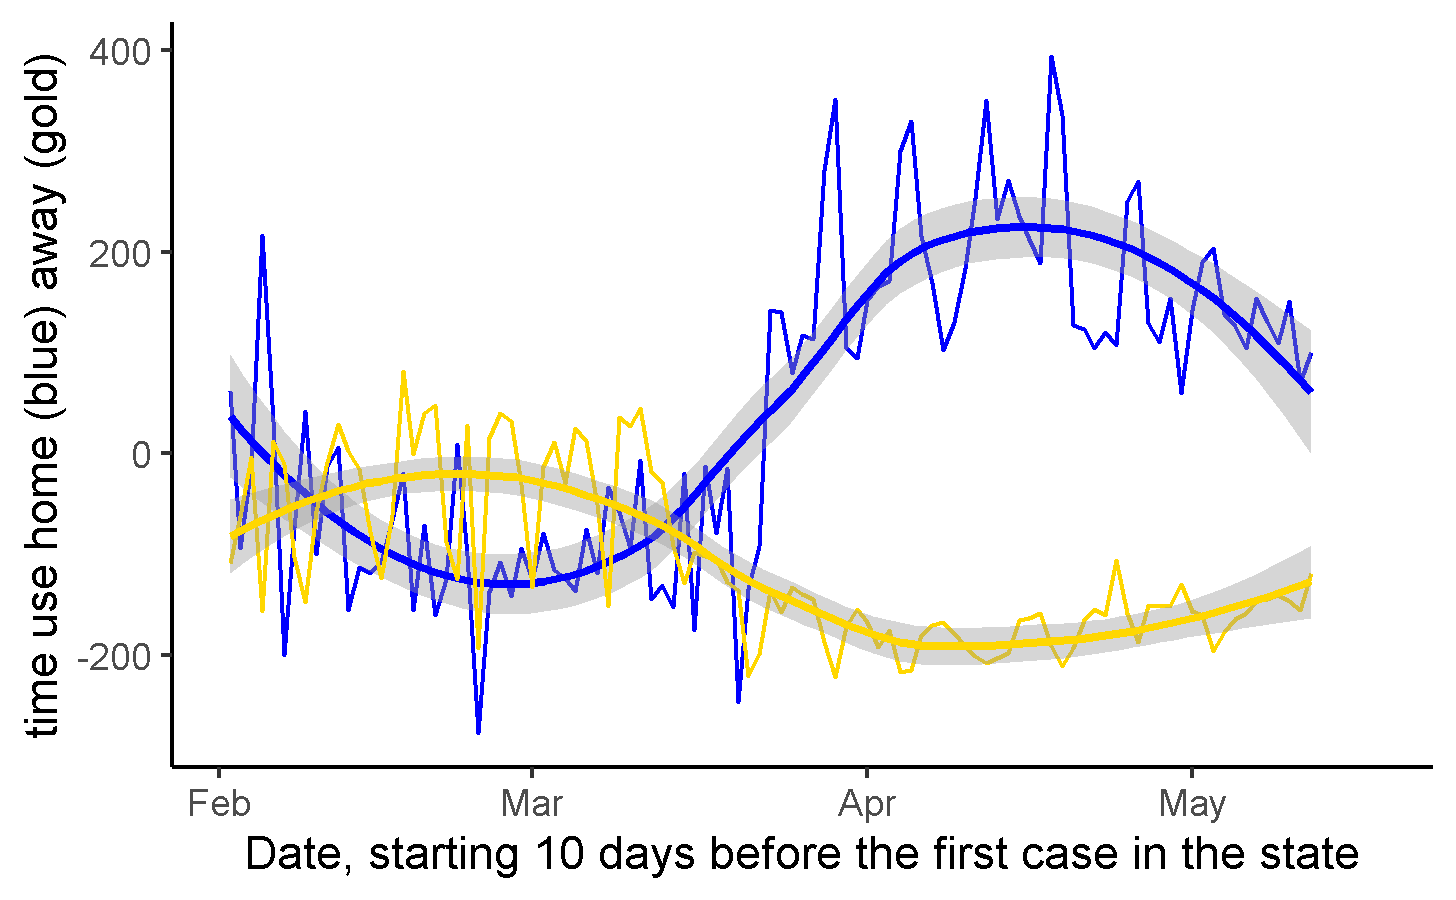 time use home (blue) away (gold)
400
200
0
-200
Feb
Mar
Apr
May
Date, starting 10 days before the first case in the state